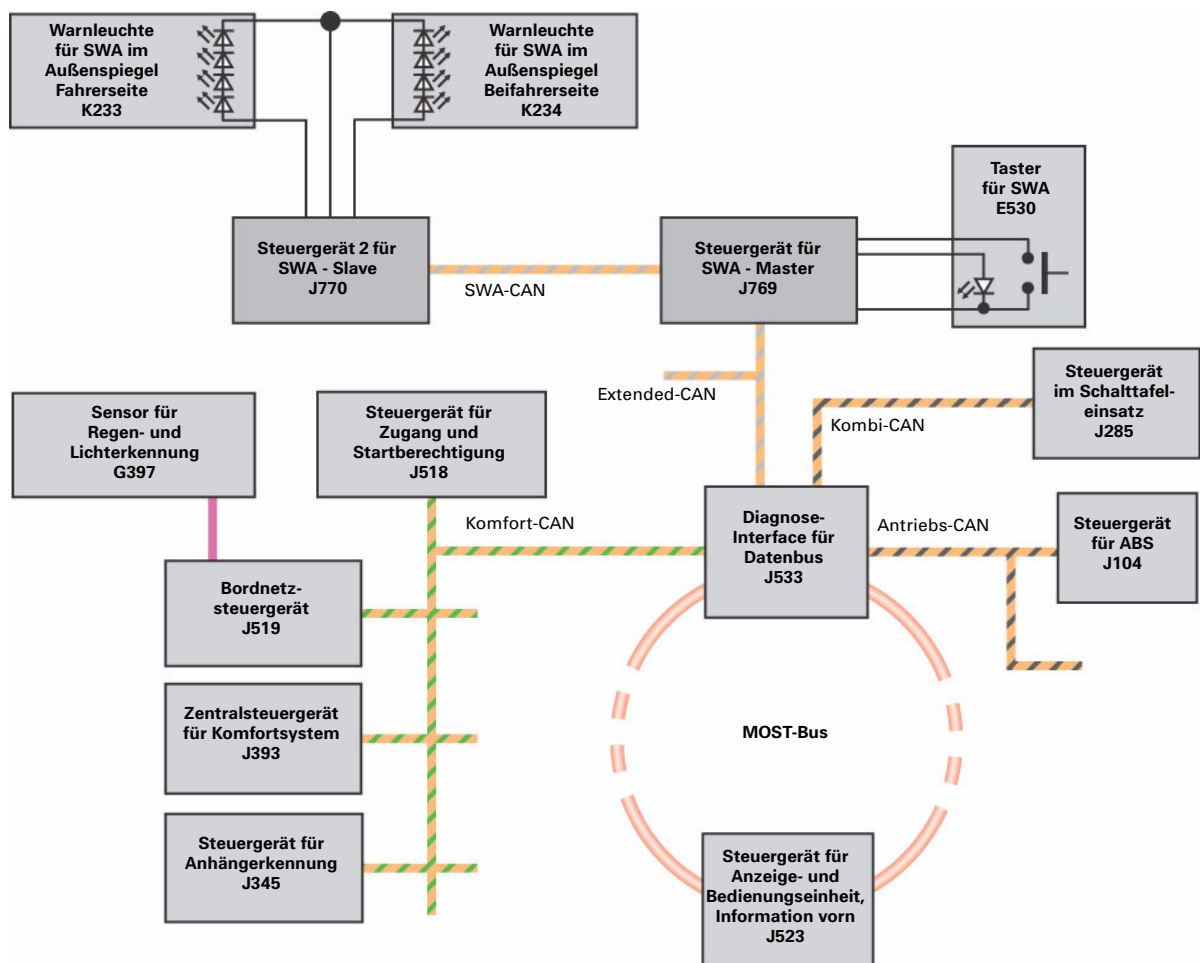 Warnleuchte
für SWA im
Außenspiegel
Fahrerseite
K233
Warnleuchte
für SWA im
Außenspiegel
Beifahrerseite
K234
Taster
für SWA
E530
Steuergerät 2 für
SWA - Slave
J770
SWA-CAN
Steuergerät für
SWA - Master
J769
Extended-CAN
Kombi-CAN
Steuergerät
im Schalttafel-
einsatz
J285
Sensor für
Regen- und
Lichterkennung
G397
Steuergerät für
Zugang und
Startberechtigung
J518
Komfort-CAN
Diagnose-
Interface für
Datenbus
J533
Antriebs-CAN
Steuergerät
für ABS
J104
Bordnetz-
steuergerät
J519
Zentralsteuergerät
für Komfortsystem
J393
MOST-Bus
Steuergerät für
Anhängerkennung
J345
Steuergerät für
Anzeige- und
Bedienungseinheit,
Information vorn
J523